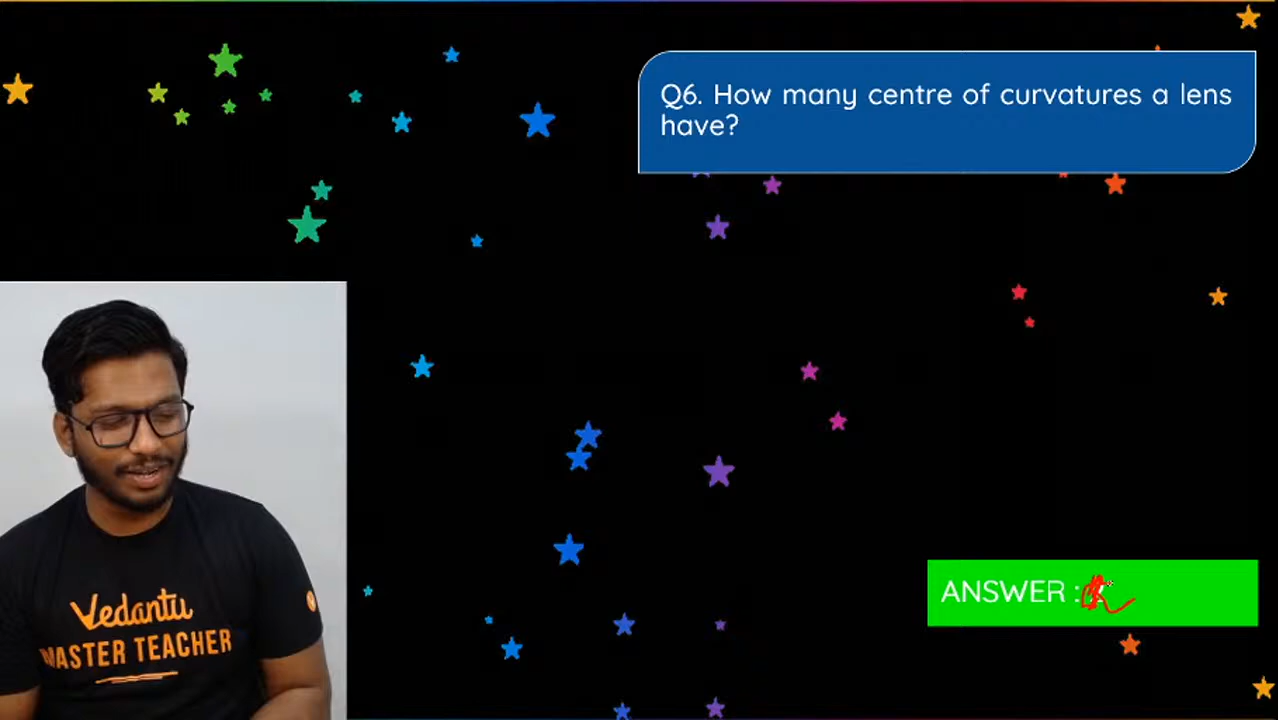 Q6. How many centre of curvatures a lens
have?
Vedantu
MASTER TEACHER
ANSWER :